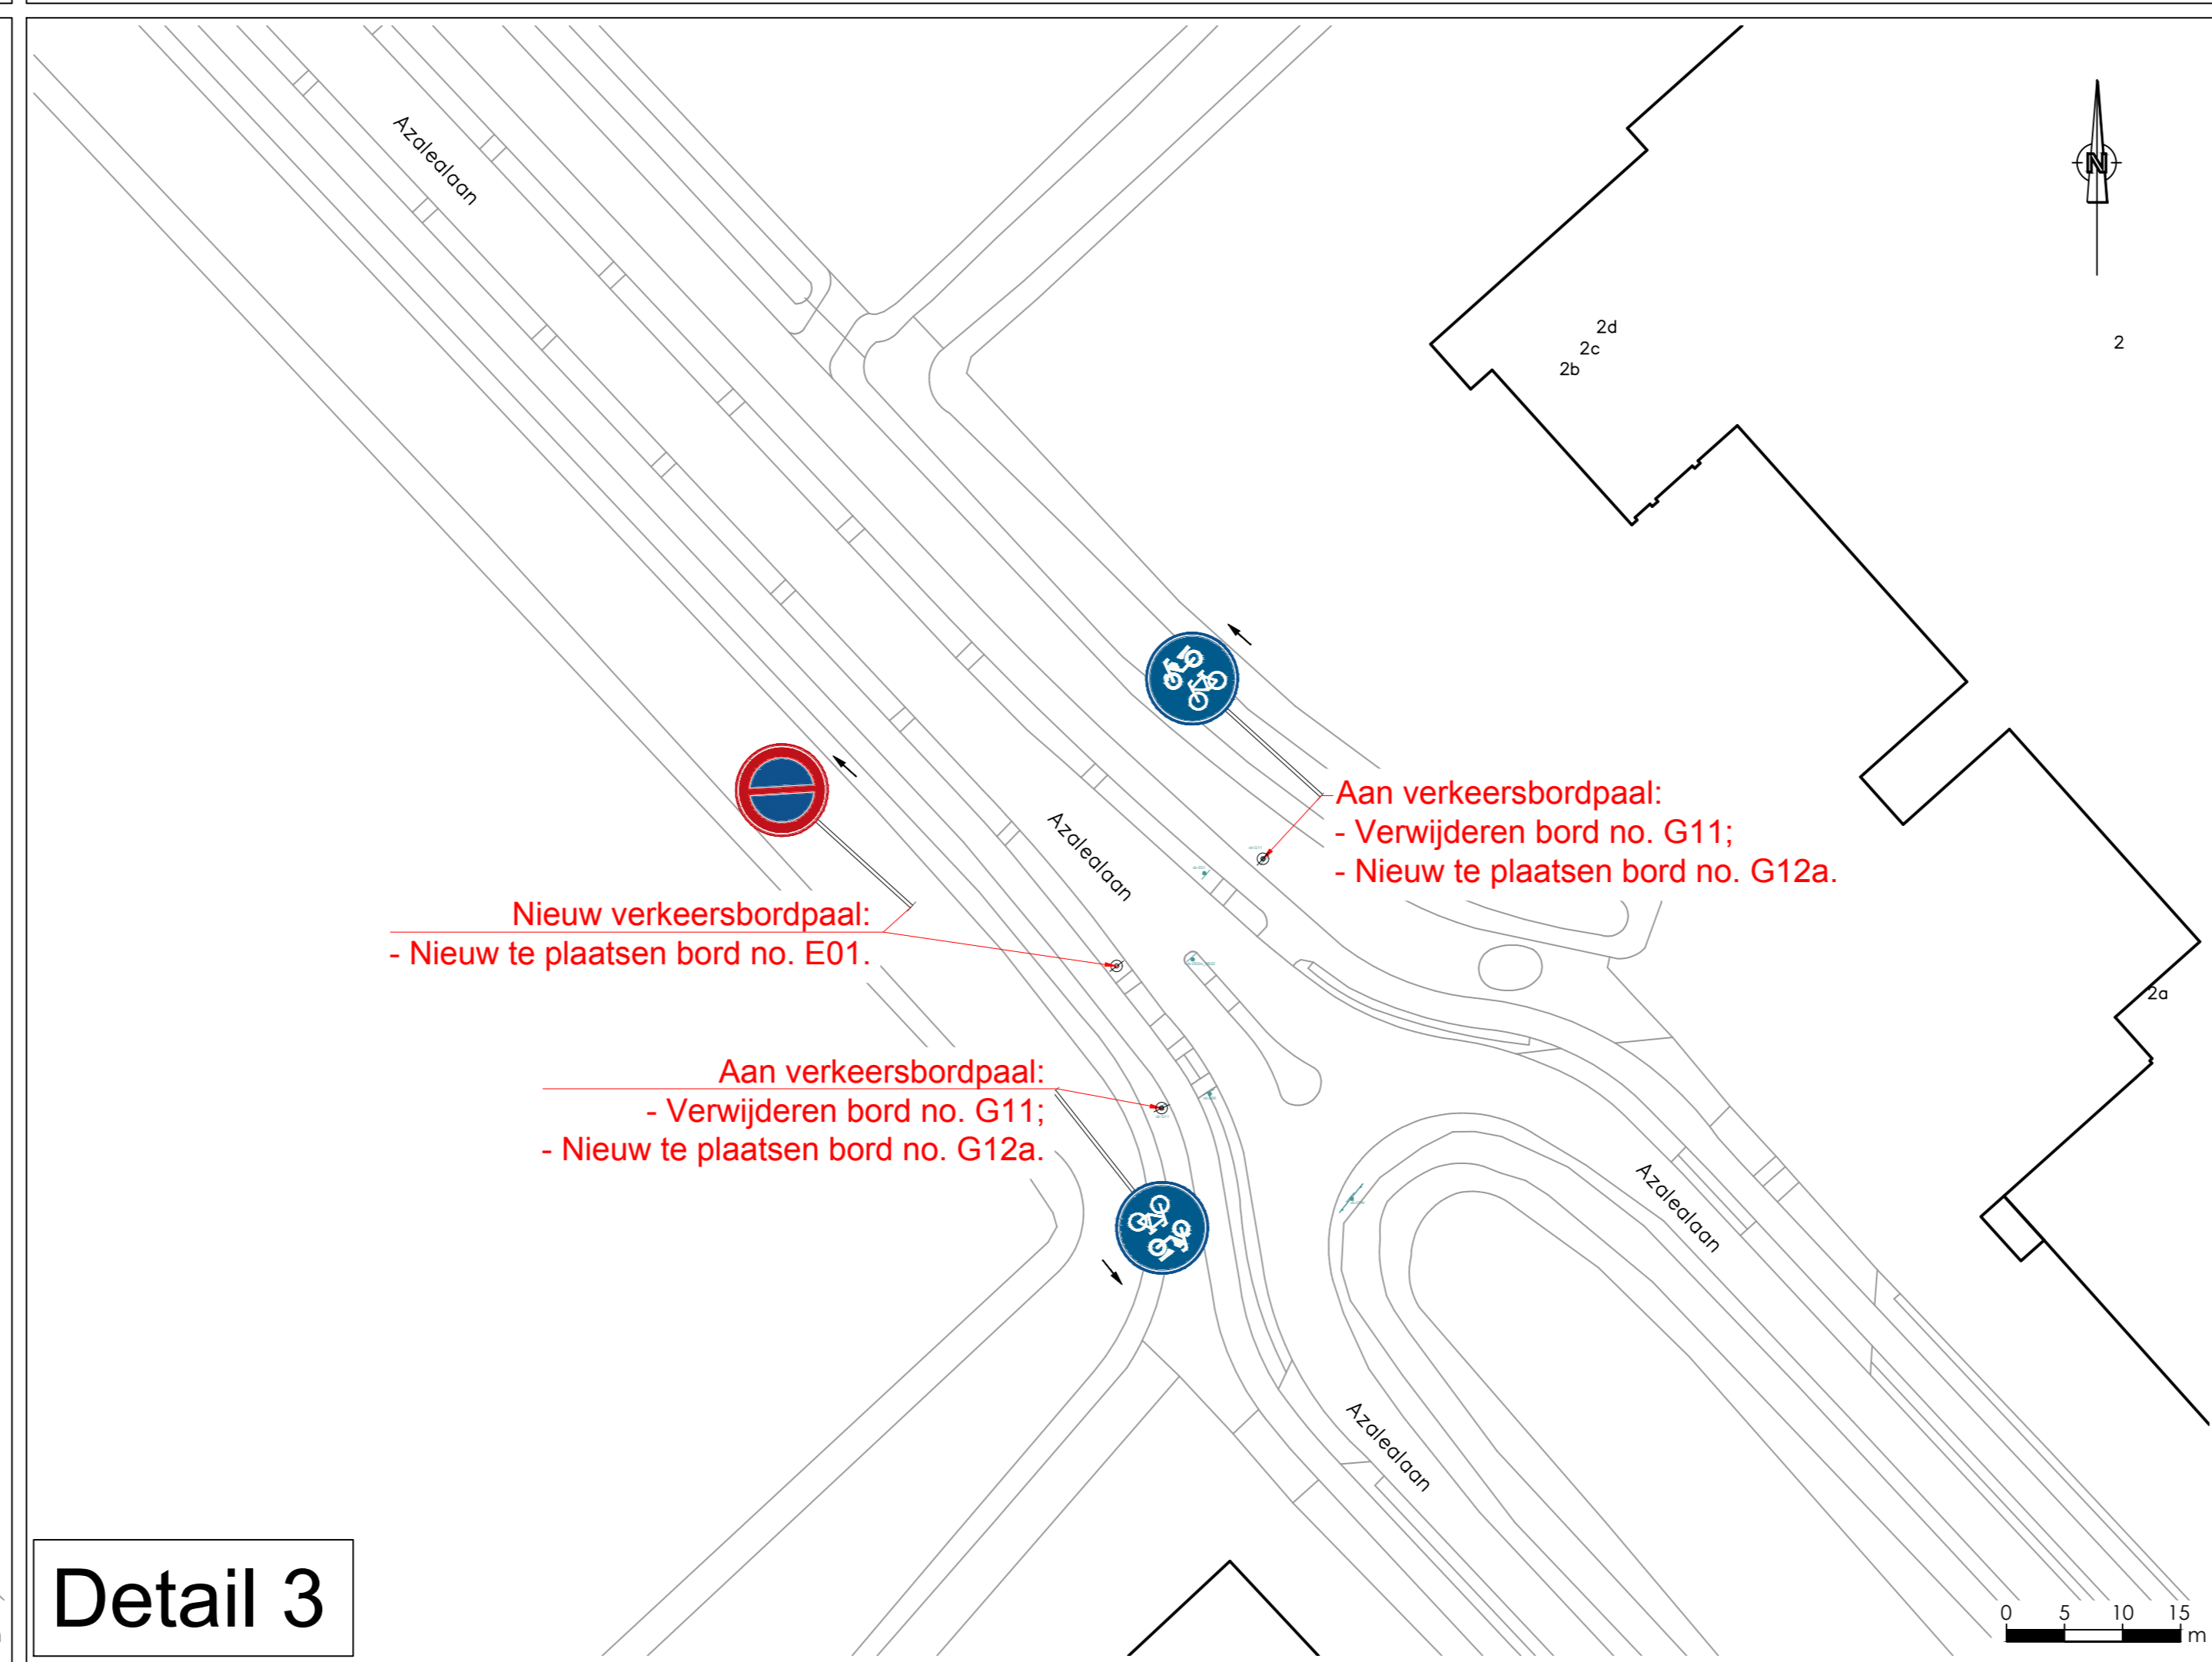 Azalealaan
N
2d
2c
2b
2
Aan verkeersbordpaal:
- Verwijderen bord no. G11;
- Nieuw te plaatsen bord no. G12a.
Azalealaan
Nieuw verkeersbordpaal:
- Nieuw te plaatsen bord no. E01.
2a
Aan verkeersbordpaal:
- Verwijderen bord no. G11;
- Nieuw te plaatsen bord no. G12a.
Azalealaan
Azalealaan
Detail 3
0 5 10 15
m